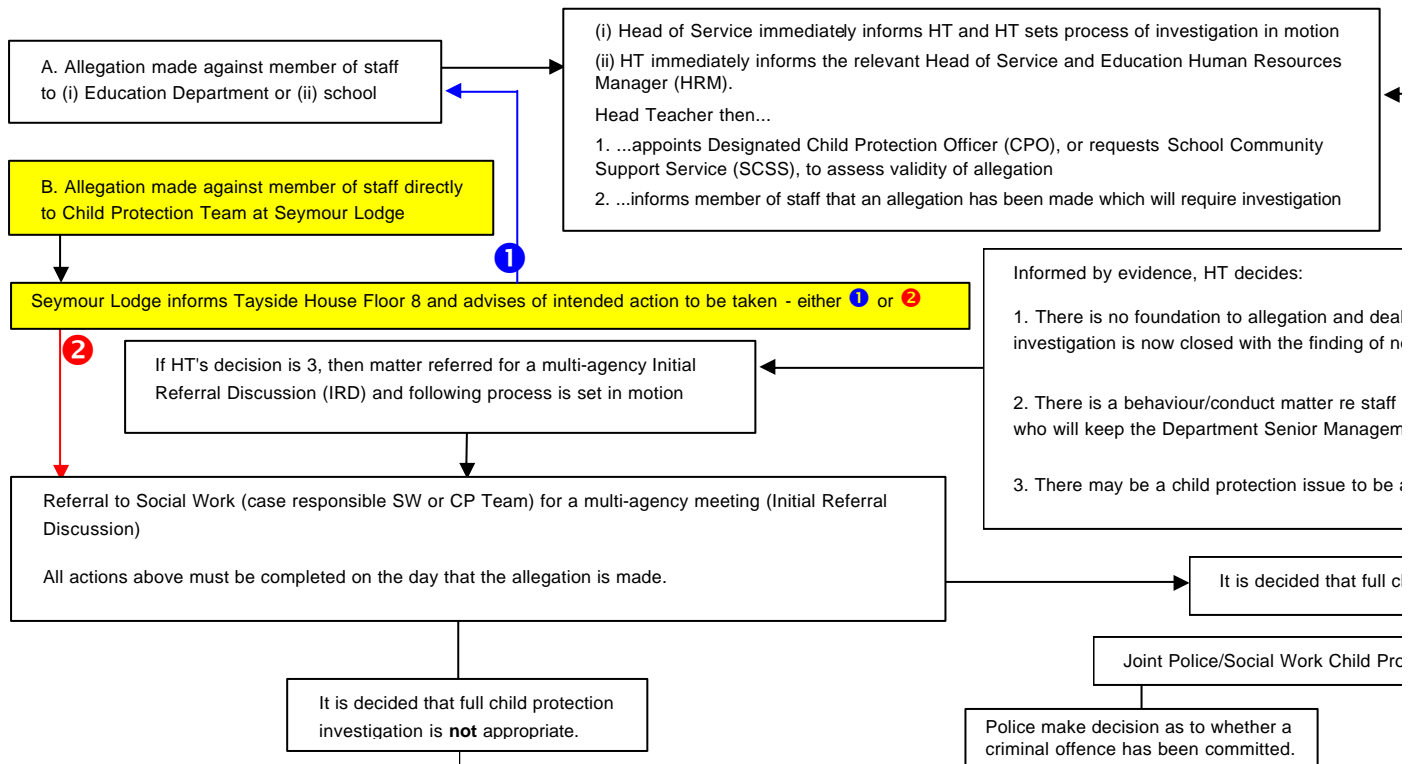 A. Allegation made against member of staff
to (i) Education Department or (ii) school
(i) Head of Service immediately informs HT and HT sets process of investigation in motion
(ii) HT immediately informs the relevant Head of Service and Education Human Resources
Manager (HRM).
Head Teacher then...
1. ...appoints Designated Child Protection Officer (CPO), or requests School Community
Support Service (SCSS), to assess validity of allegation
2. ...informs member of staff that an allegation has been made which will require investigation
B. Allegation made against member of staff directly
to Child Protection Team at Seymour Lodge
1
Seymour Lodge informs Tayside House Floor 8 and advises of intended action to be taken - either 1 or 2
2
Informed by evidence, HT decides:
1. There is no foundation to allegation and
investigation is now closed with the finding of
2. There is a behaviour/conduct matter re staff
who will keep the Department Senior
3. There may be a child protection issue to be
If HT's decision is 3, then matter referred for a multi-agency Initial
Referral Discussion (IRD) and following process is set in motion
Referral to Social Work (case responsible SW or CP Team) for a multi-agency meeting (Initial Referral
Discussion)
All actions above must be completed on the day that the allegation is made.
It is decided that full
Joint Police/Social Work Child
It is decided that full child protection
investigation is not appropriate.
Police make decision as to whether a
criminal offence has been committed.